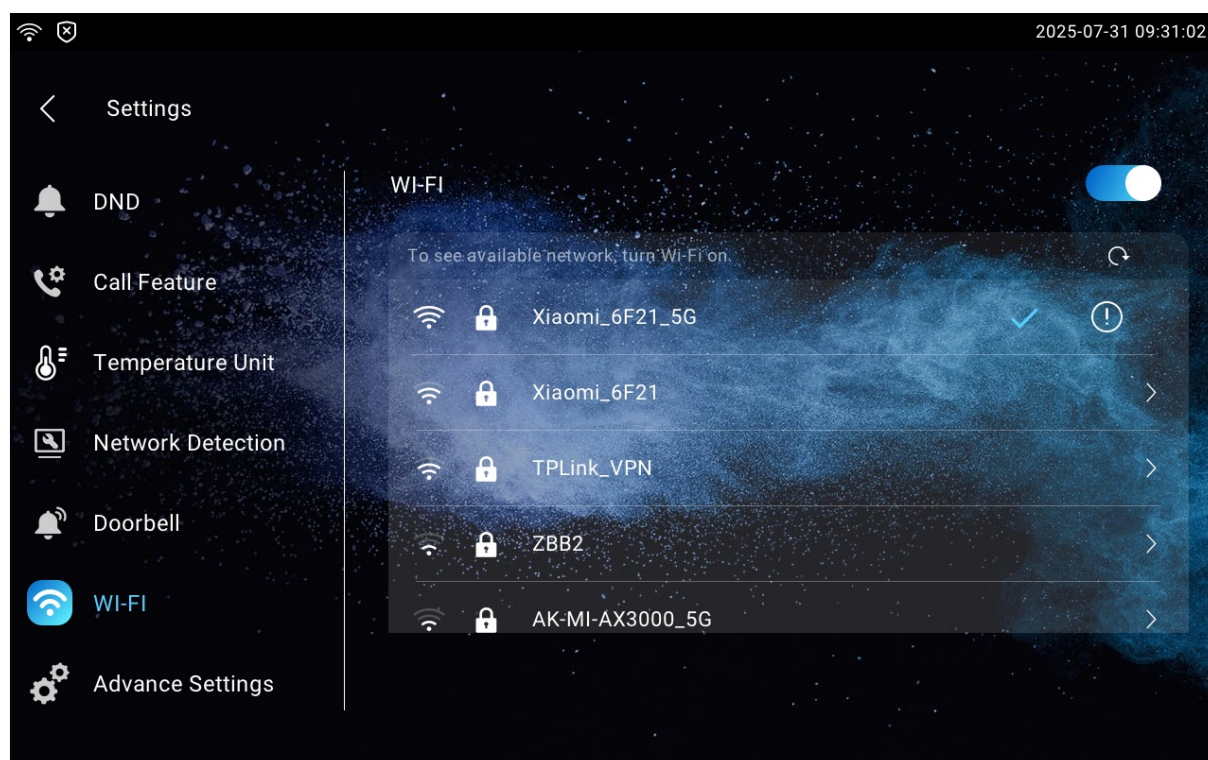 2025-07-31 09:31:02
Settings
DND
Call Feature
Temperature Unit
Network Detection
Doorbell
WI-FI
Advance Settings
WI-FI
To see available network, turn Wi-Fi on.
Xiaomi_6F21_5G
Xiaomi_6F21
TPLink_VPN
ZBB2
AK-MI-AX3000_5G